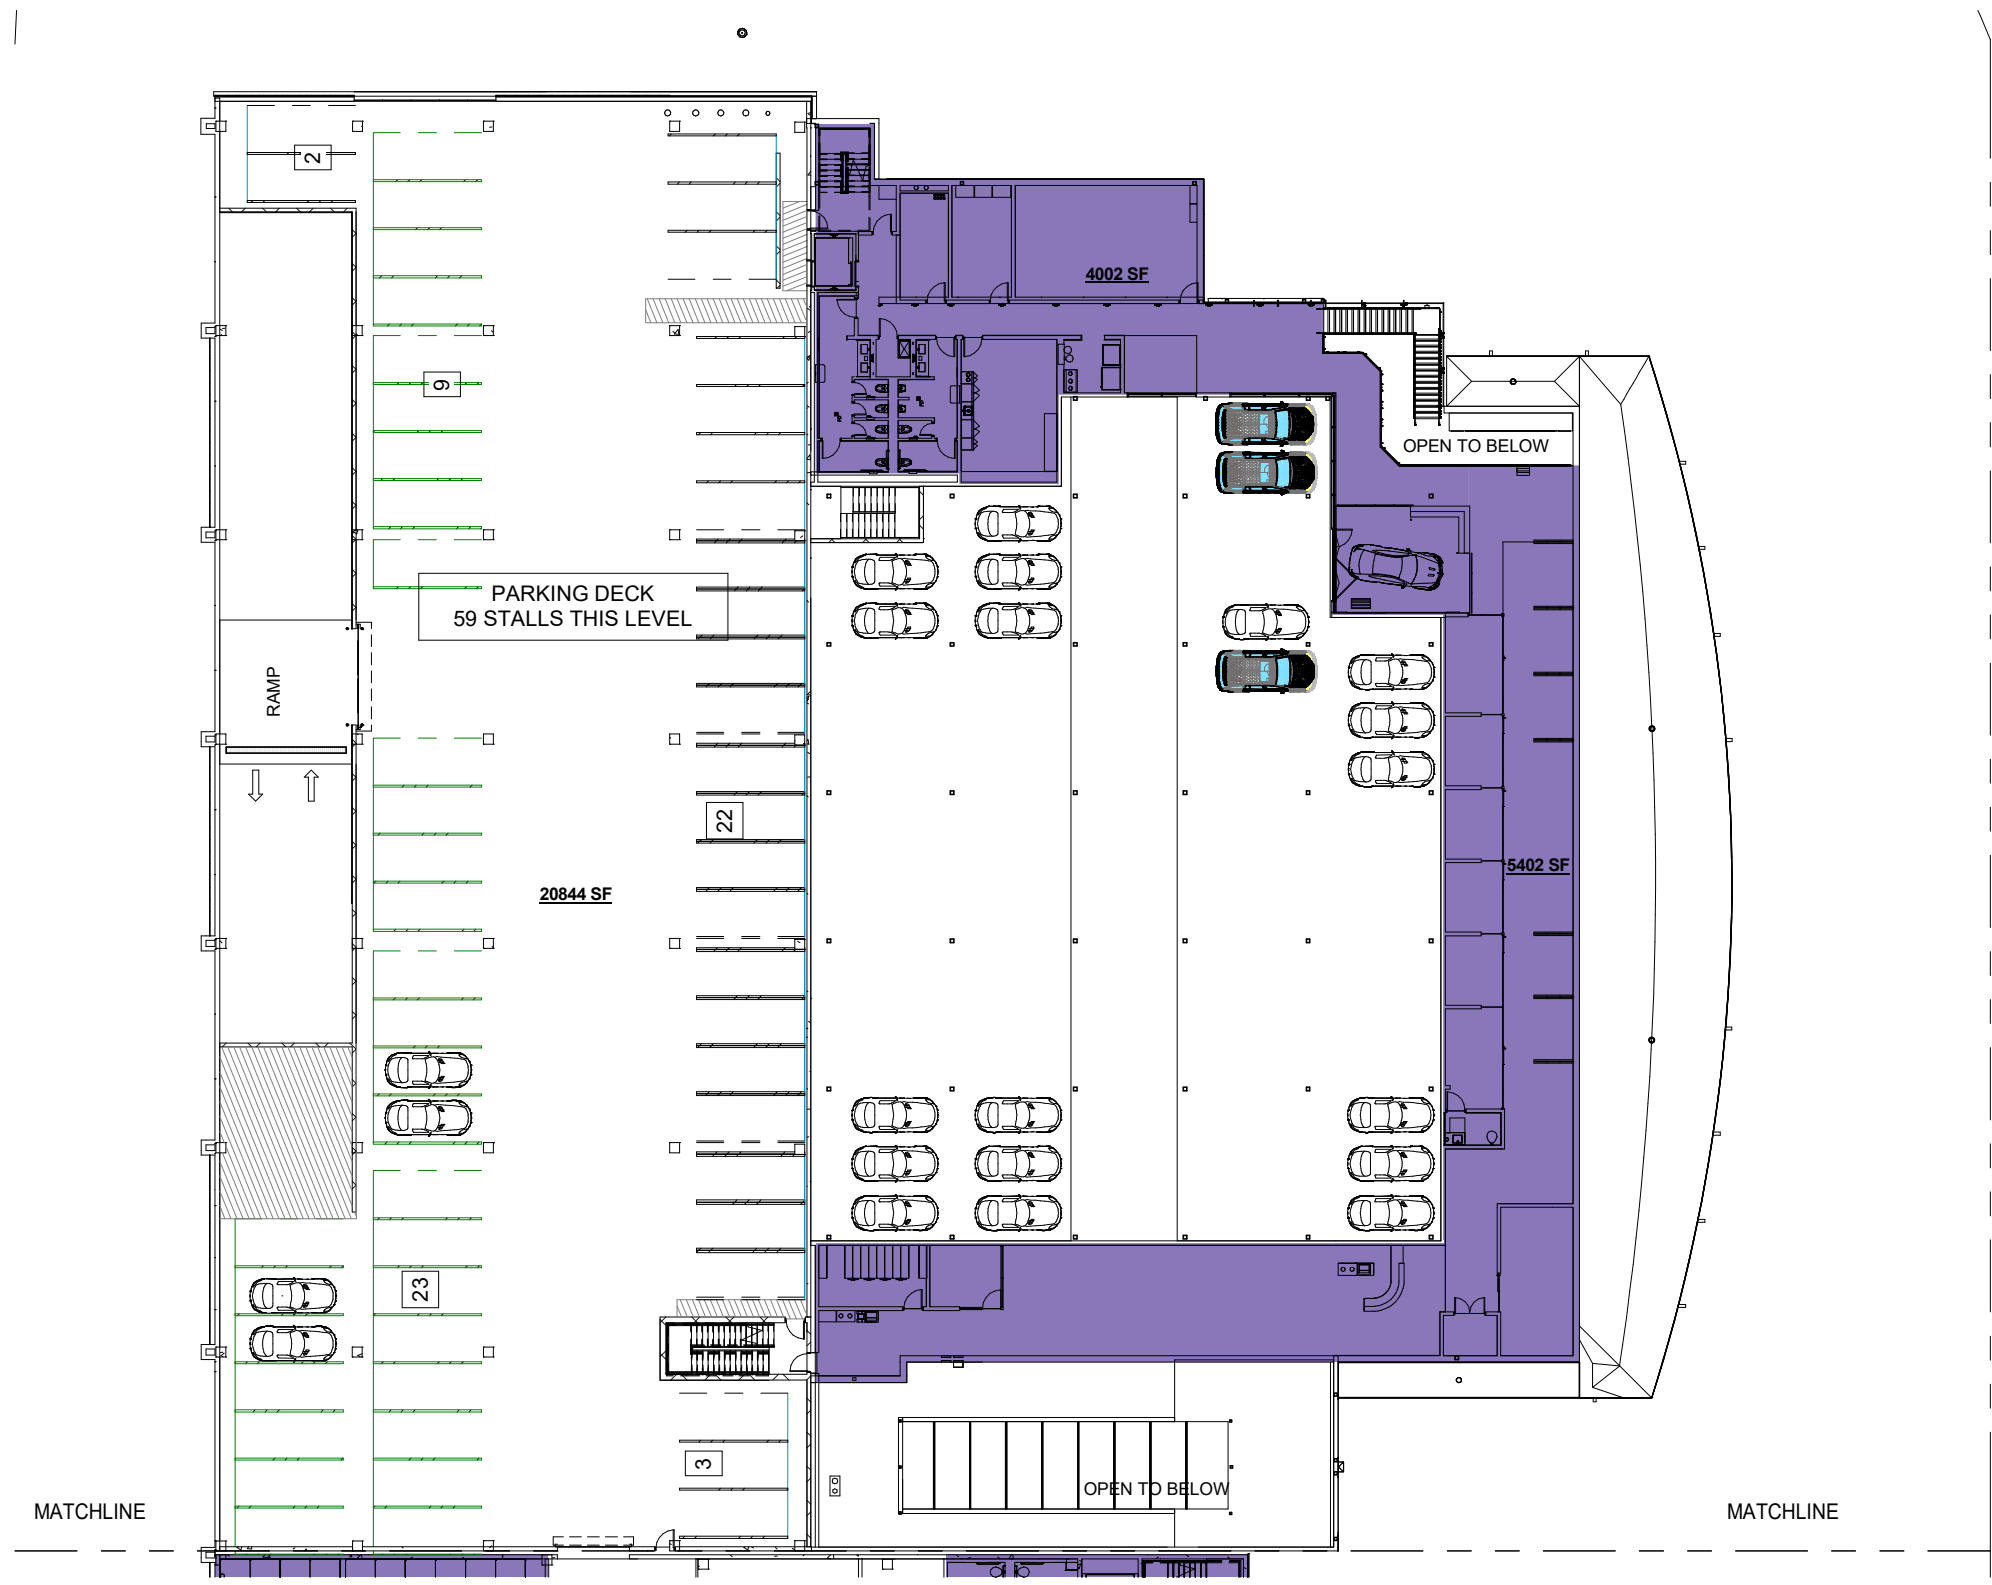 2
4002 SF
9
OPEN TO BELOW
PARKING DECK
59 STALLS THIS LEVEL
RAMP
22
5402 SF
20844 SF
23
3
OPEN TO BELOW
MATCHLINE
MATCHLINE